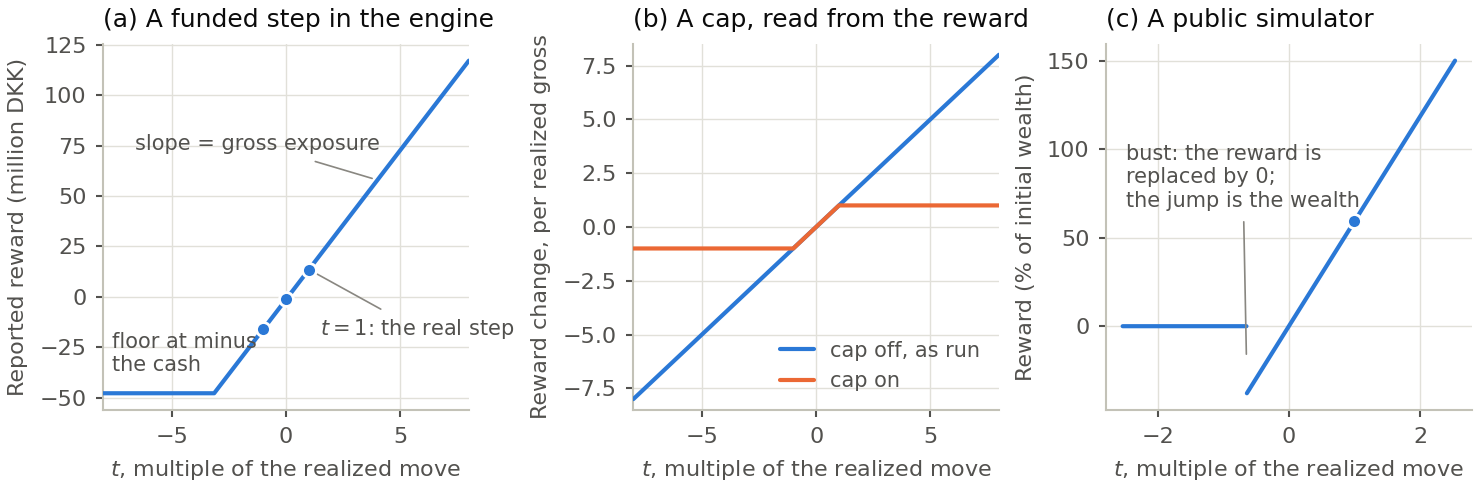 (a) A funded step in the engine
Reported reward (million DKK)
125
100
75
50
25
0
−25
−50
slope = gross exposure
t = 1: the real step
floor at minus
the cash
−5
0
5
t, multiple of the realized move
(b) A cap, read from the reward
Reward change, per realized gross
7.5
5.0
2.5
0.0
−2.5
−5.0
−7.5
cap off, as run
cap on
−5
0
5
t, multiple of the realized move
(c) A public simulator
Reward (% of initial wealth)
150
100
50
0
bust: the reward is
replaced by 0;
the jump is the wealth
−2
0
2
t, multiple of the realized move